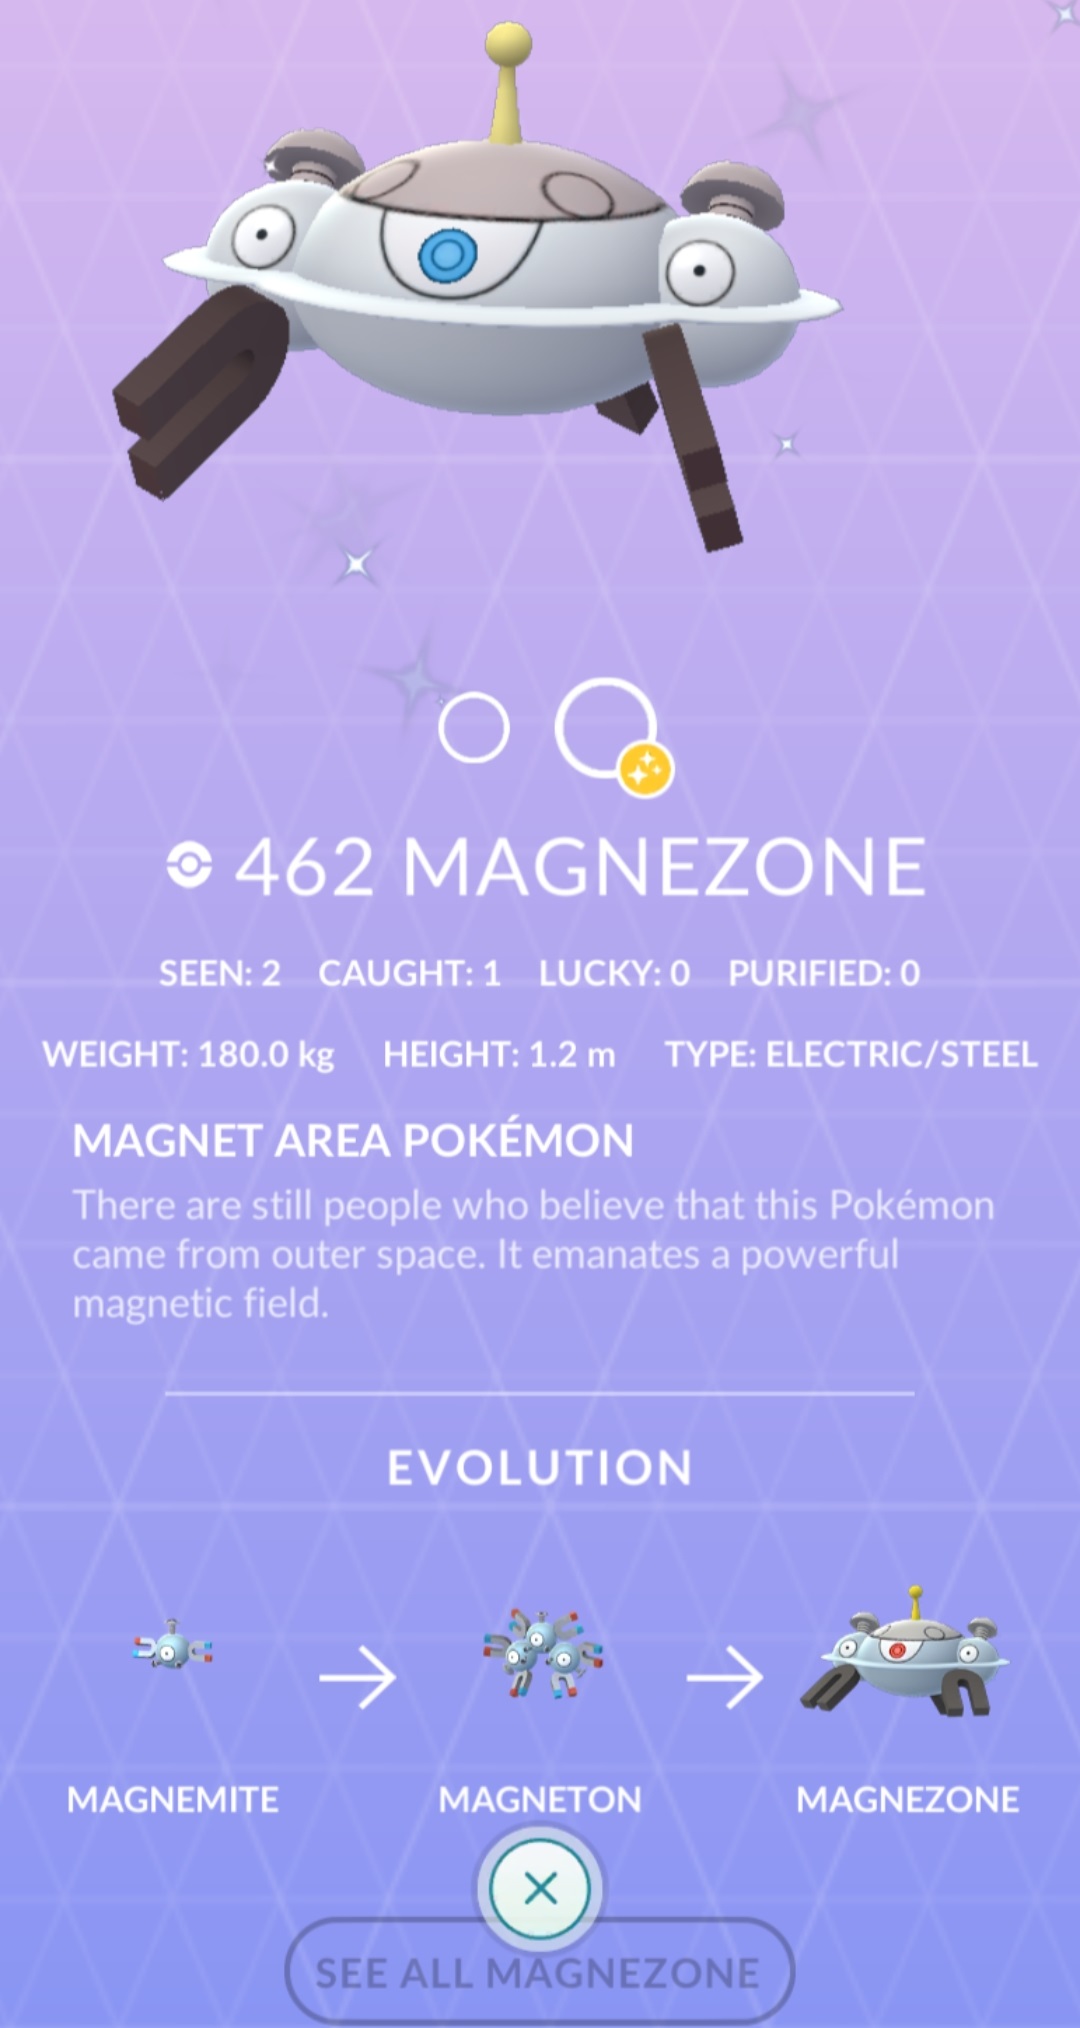 462 MAGNEZONE
SEEN: 2 CAUGHT: 1 LUCKY: 0 PURIFIED: 0
WEIGHT: 180.0 kg HEIGHT: 1.2 m TYPE: ELECTRIC/STEEL
MAGNET AREA POKÉMON
There are still people who believe that this Pokémon
came from outer space. It emanates a powerful
magnetic field.
EVOLUTION
MAGNEMITE MAGNETON MAGNEZONE
SEE ALL MAGNEZONE